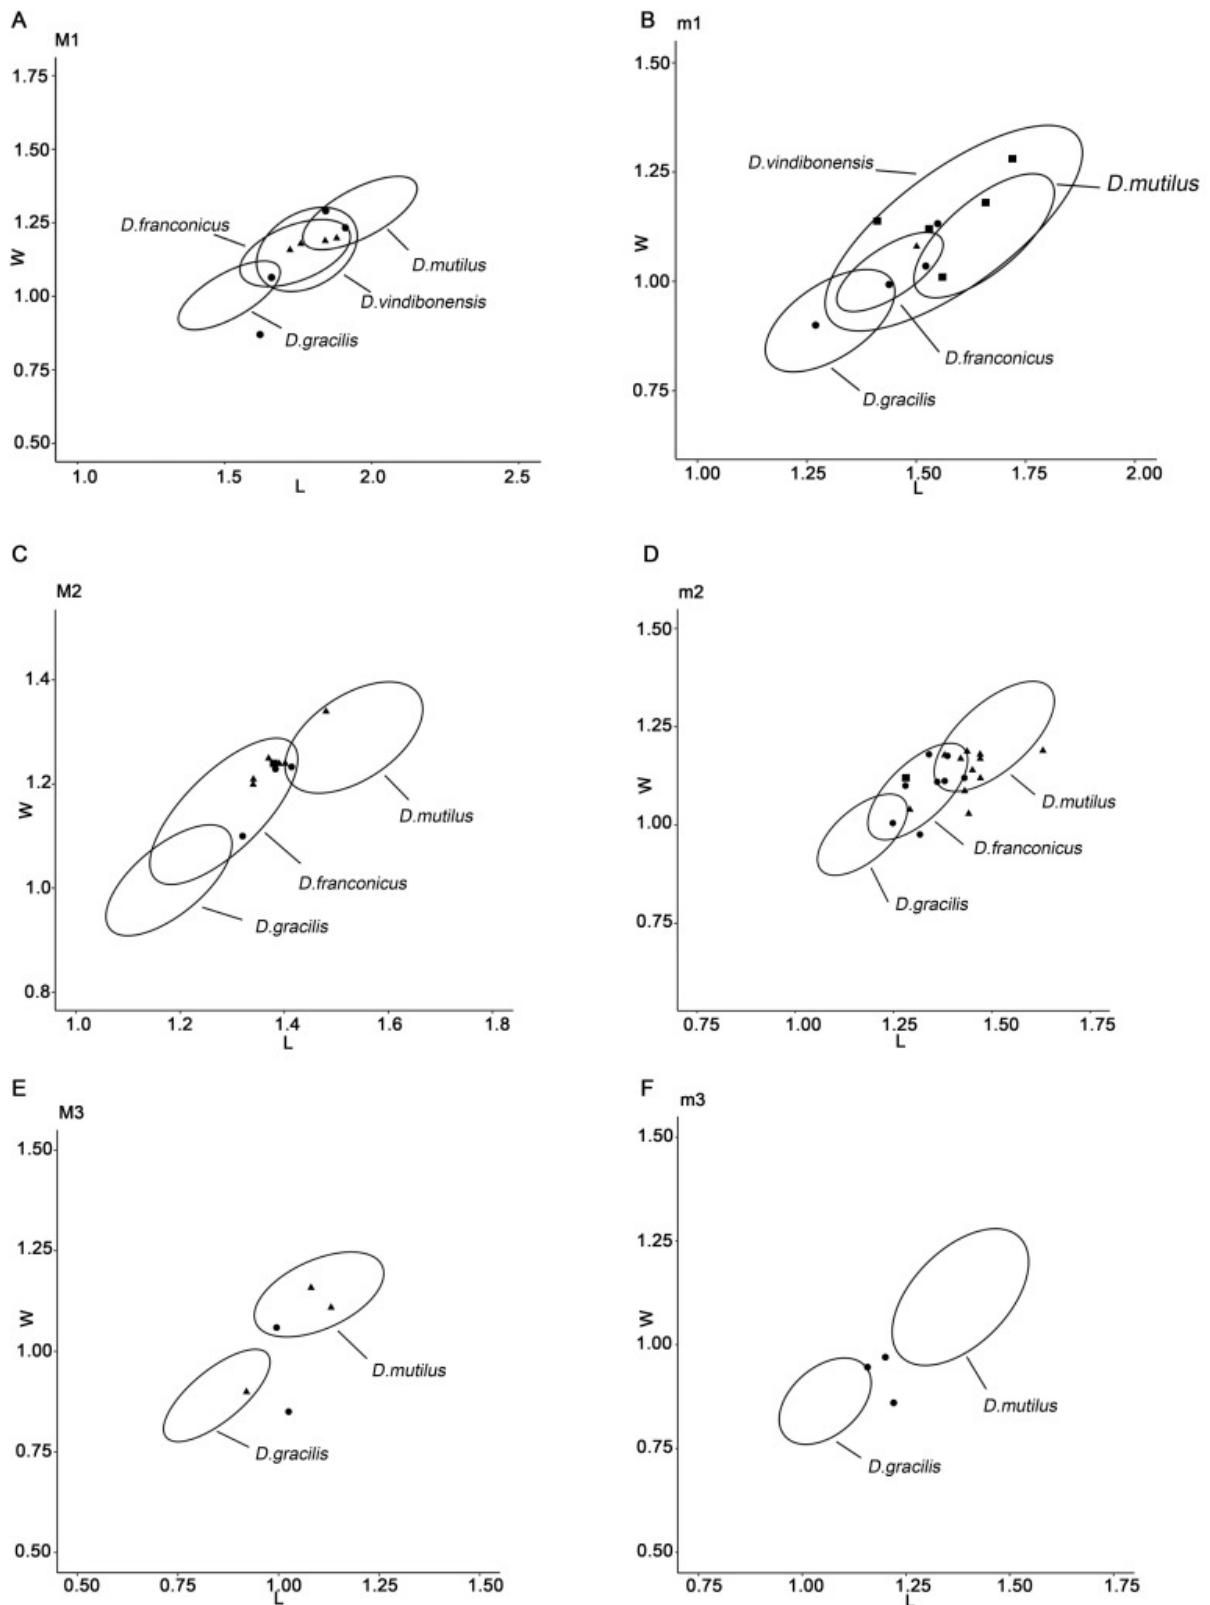 A
M1
1.75
1.50
1.25
1.00
0.75
0.50
W
D.franconicus
D.mutilus
D.vindibonensis
D.gracilis
1.0
1.5
2.0
2.5
L
B
m1
1.50
1.25
1.00
0.75
W
D.vindibonensis
D.mutilus
D.franconicus
D.gracilis
1.00
1.25
1.50
1.75
2.00
L
C
M2
1.4
1.2
1.0
0.8
W
D.mutilus
D.franconicus
D.gracilis
1.0
1.2
1.4
1.6
1.8
L
D
m2
1.50
1.25
1.00
0.75
W
D.mutilus
D.franconicus
D.gracilis
0.75
1.00
1.25
1.50
1.75
L
E
M3
1.50
1.25
1.00
0.75
0.50
W
D.mutilus
D.gracilis
0.50
0.75
1.00
1.25
1.50
L
F
m3
1.50
1.25
1.00
0.75
0.50
W
D.mutilus
D.gracilis
0.75
1.00
1.25
1.50
1.75
L